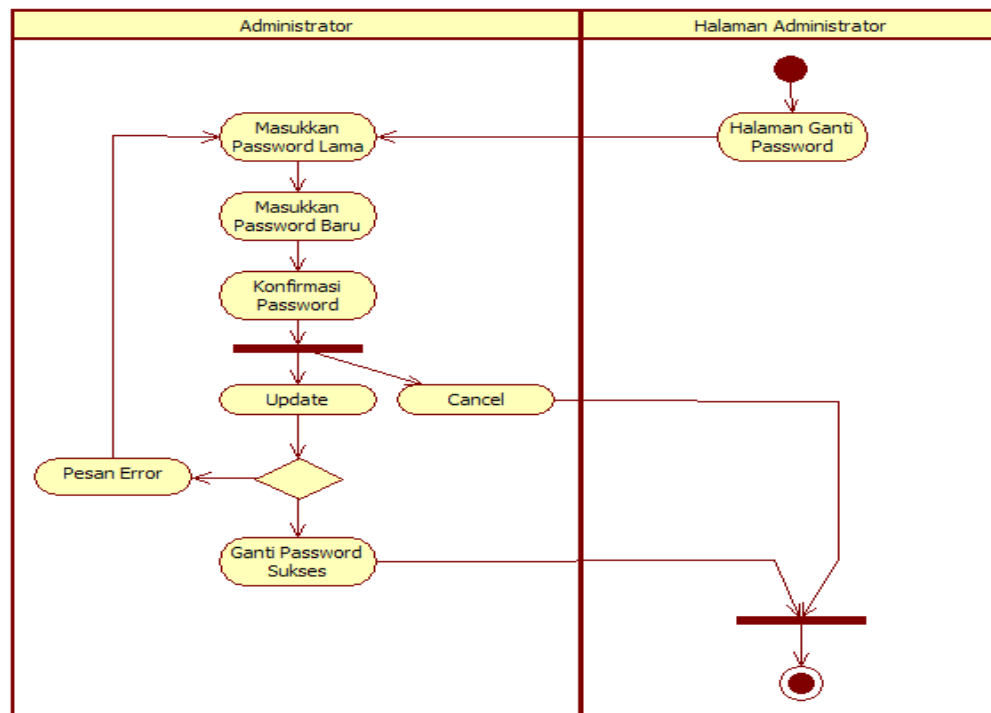 Administrator
Halaman Administrator
Halaman Ganti
Password
Masukkan
Password Lama
Masukkan
Password Baru
Konfirmasi
Password
Update
Cancel
Pesan Error
Ganti Password
Sukses